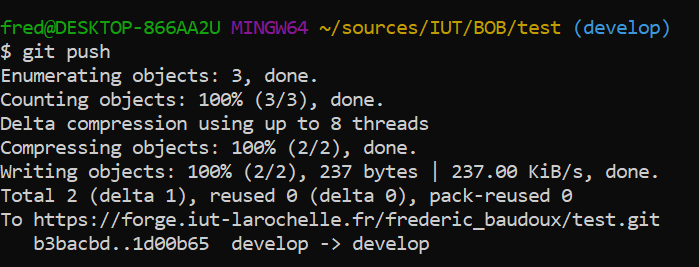 fred@DESKTOP-866AA2U MINGW64 ~/sources/IUT/BOB/test (develop)
$ git push
Enumerating objects: 3, done.
Counting objects: 100% (3/3), done.
Delta compression using up to 8 threads
Compressing objects: 100% (2/2), done.
Writing objects: 100% (2/2), 237 bytes | 237.00 KiB/s, done.
Total 2 (delta 1), reused 0 (delta 0), pack-reused 0
To https://forge.iut-larochelle.fr/frederic_baudoux/test.git
   b3bacbd..1d00b65  develop -> develop